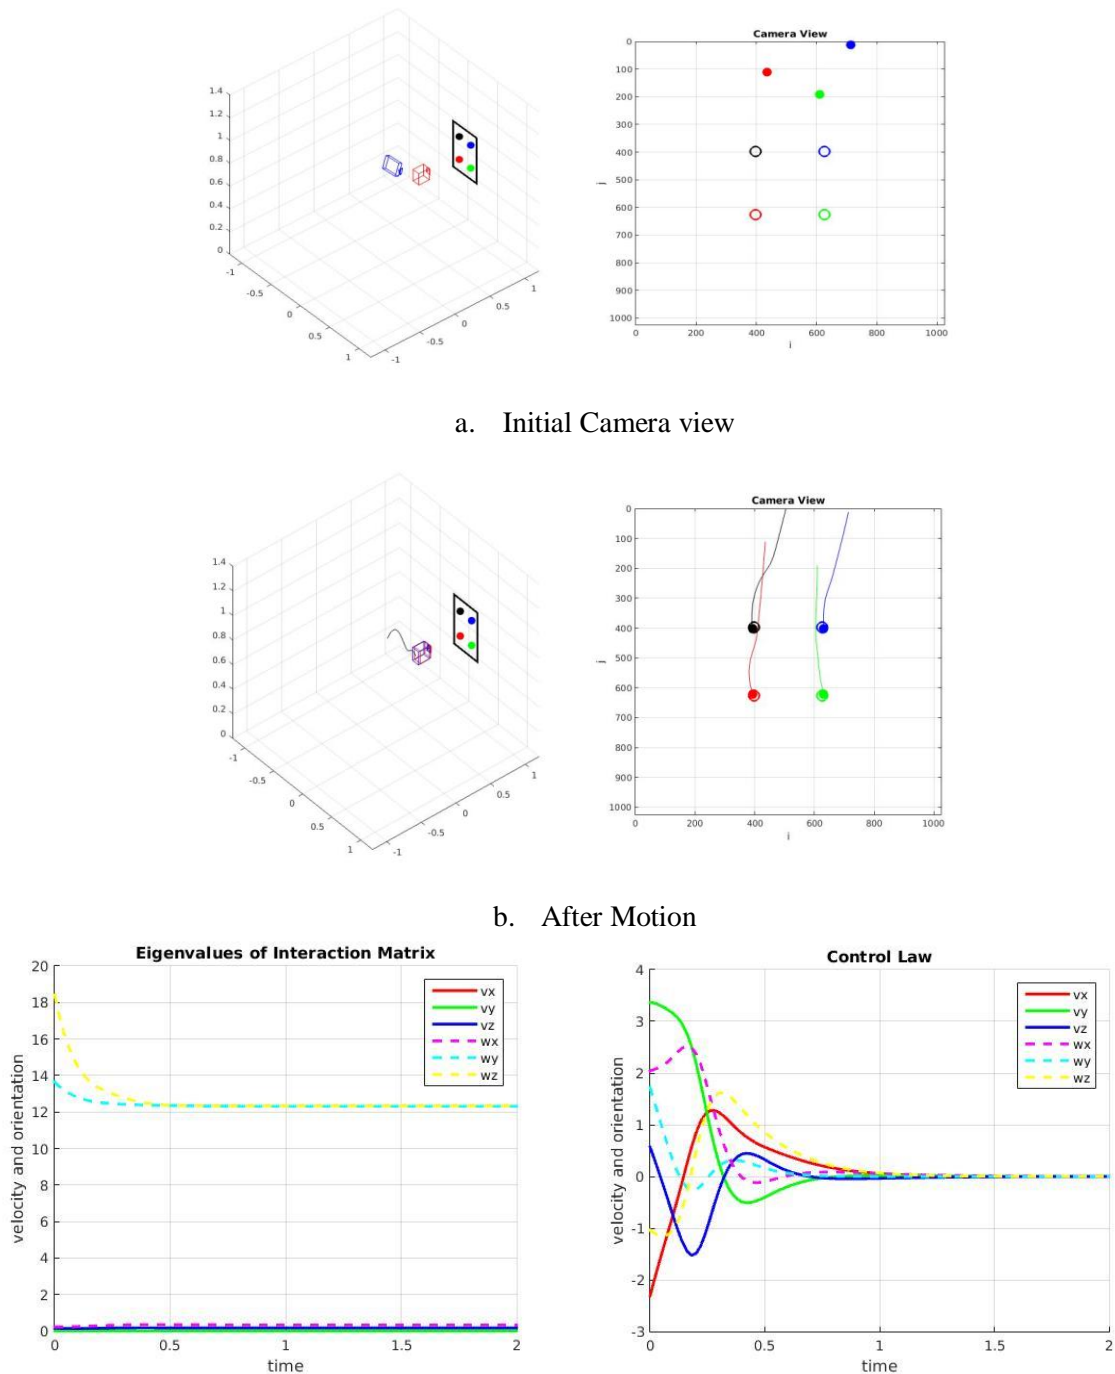 Camera View
1.4
1.2
1
0.8
0.6
0.4
0.2
0
-1
-0.5
0
0.5
1
-1
-0.5
0
0.5
1
0
100
200
300
400
500
600
700
800
900
1000
j
0 200 400 600 800 1000
i
a. Initial Camera view
Camera View
1.4
1.2
1
0.8
0.6
0.4
0.2
0
-1
-0.5
0
0.5
1
-1
-0.5
0
0.5
1
0
100
200
300
400
500
600
700
800
900
1000
j
0 200 400 600 800 1000
i
b. After Motion
Eigenvalues of Interaction Matrix
20
18
16
14
12
10
8
6
4
2
0
velocity and orientation
vx
vy
vz
wx
wy
wz
0 0.5 1 1.5 2
time
Control Law
4
3
2
1
0
-1
-2
-3
velocity and orientation
vx
vy
vz
wx
wy
wz
0 0.5 1 1.5 2
time